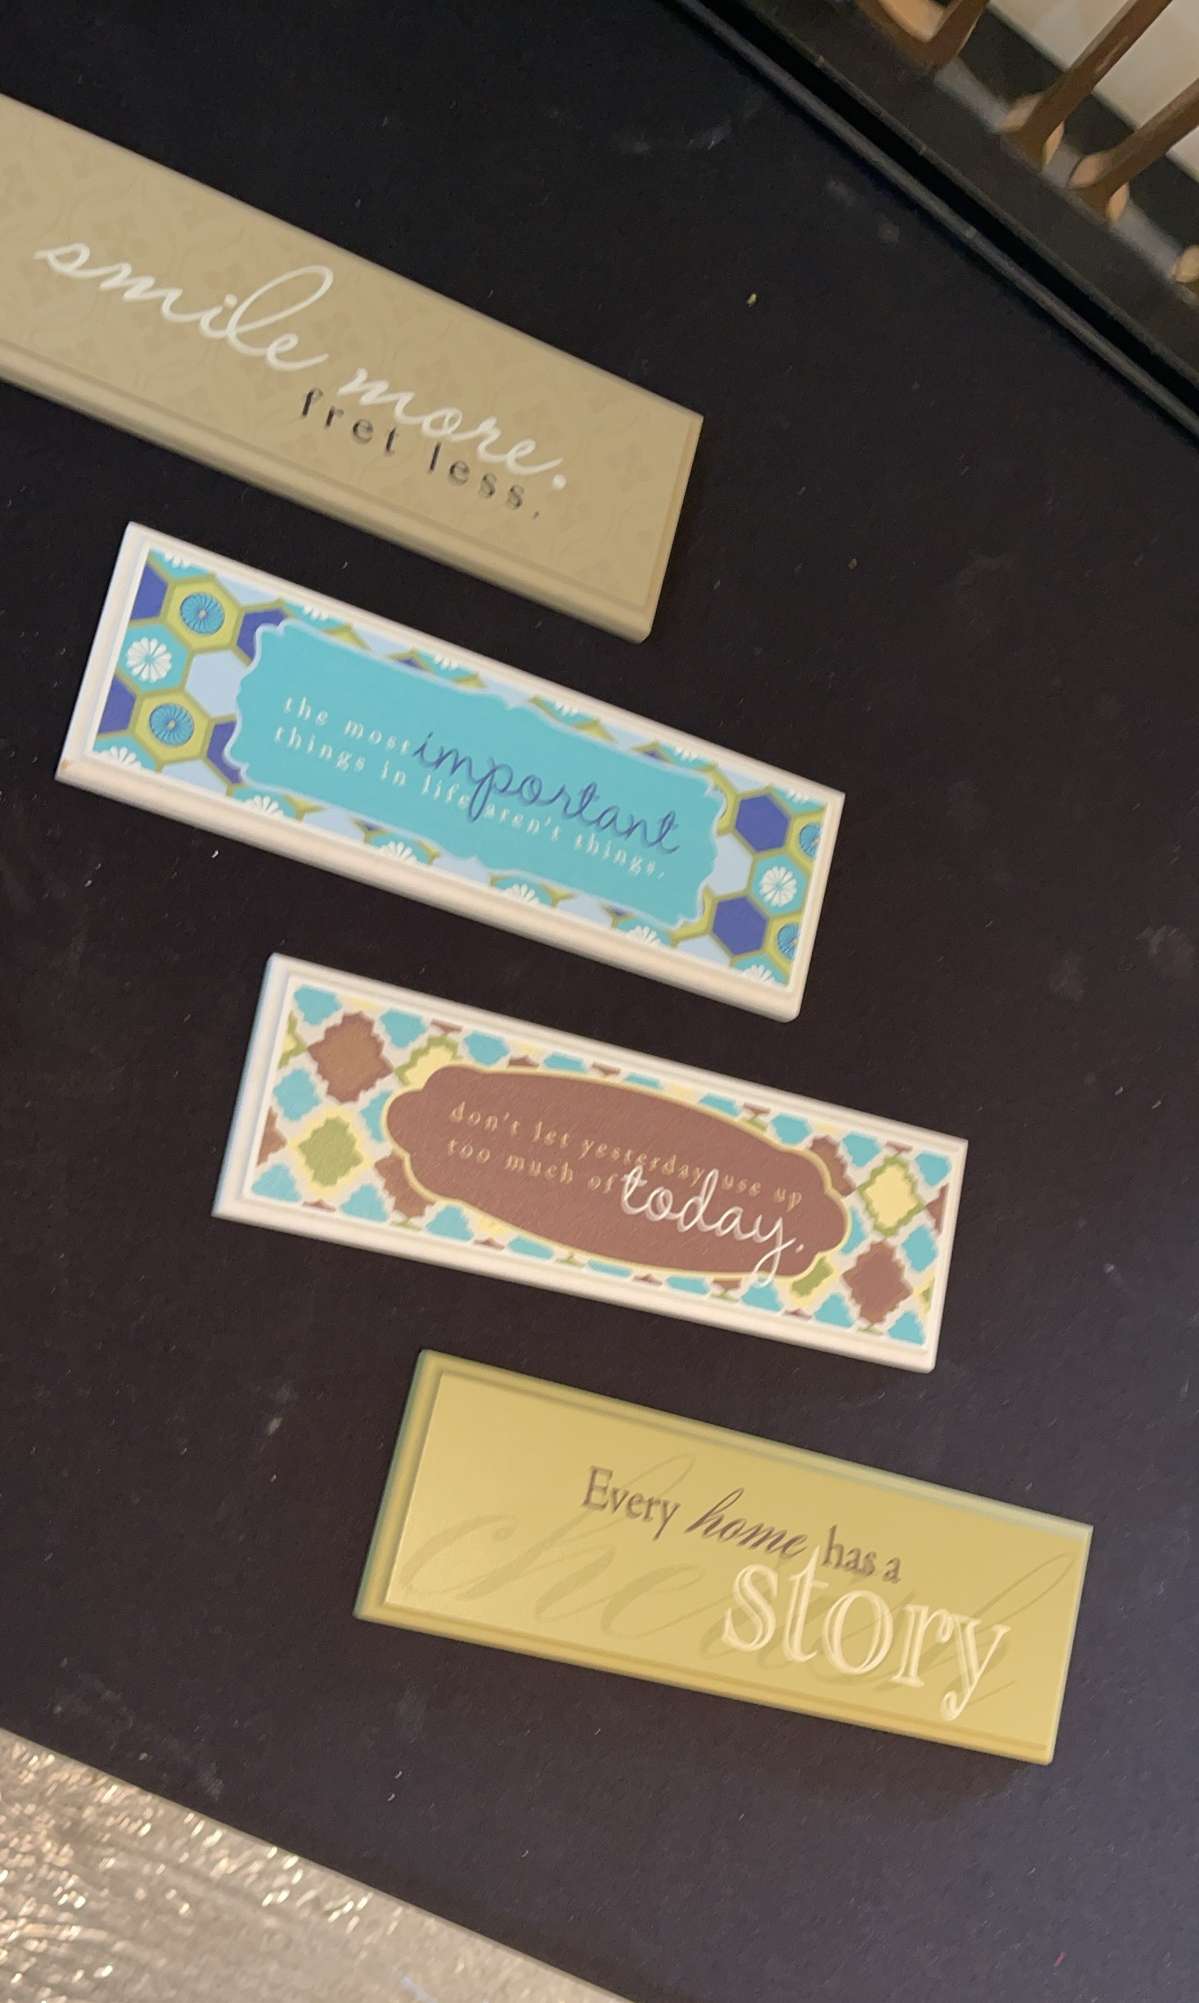 smile more.
fret less.
the most important
things in life aren't things.
don't let yesterday use up
too much of today.
Every home has a
story